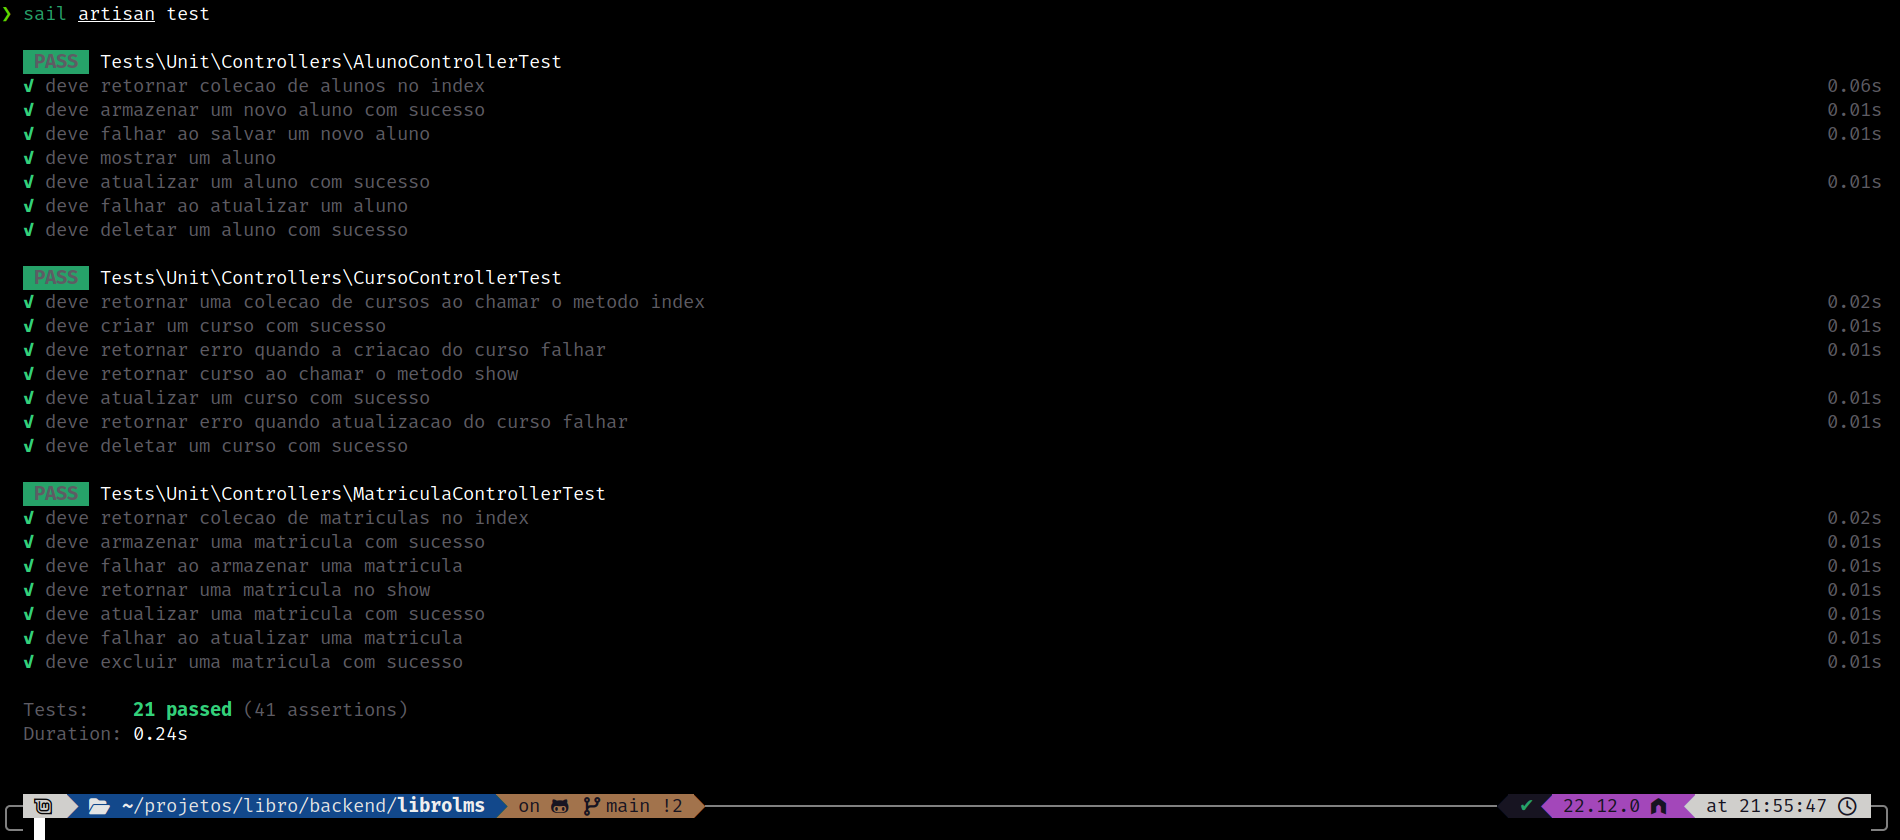 ❯ sail artisan test
PASS Tests\Unit\Controllers\AlunoControllerTest
✓ deve retornar colecao de alunos no index 0.06s
✓ deve armazenar um novo aluno com sucesso 0.01s
✓ deve falhar ao salvar um novo aluno 0.01s
✓ deve mostrar um aluno
✓ deve atualizar um aluno com sucesso 0.01s
✓ deve falhar ao atualizar um aluno
✓ deve deletar um aluno com sucesso
PASS Tests\Unit\Controllers\CursoControllerTest
✓ deve retornar uma colecao de cursos ao chamar o metodo index 0.02s
✓ deve criar um curso com sucesso 0.01s
✓ deve retornar erro quando a criacao do curso falhar 0.01s
✓ deve retornar curso ao chamar o metodo show
✓ deve atualizar um curso com sucesso 0.01s
✓ deve retornar erro quando atualizacao do curso falhar 0.01s
✓ deve deletar um curso com sucesso
PASS Tests\Unit\Controllers\MatriculaControllerTest
✓ deve retornar colecao de matriculas no index 0.02s
✓ deve armazenar uma matricula com sucesso 0.01s
✓ deve falhar ao armazenar uma matricula 0.01s
✓ deve retornar uma matricula no show 0.01s
✓ deve atualizar uma matricula com sucesso 0.01s
✓ deve falhar ao atualizar uma matricula 0.01s
✓ deve excluir uma matricula com sucesso 0.01s
Tests: 21 passed (41 assertions)
Duration: 0.24s
~/projetos/libro/backend/librolms on main !2 ✔ 22.12.0 at 21:55:47